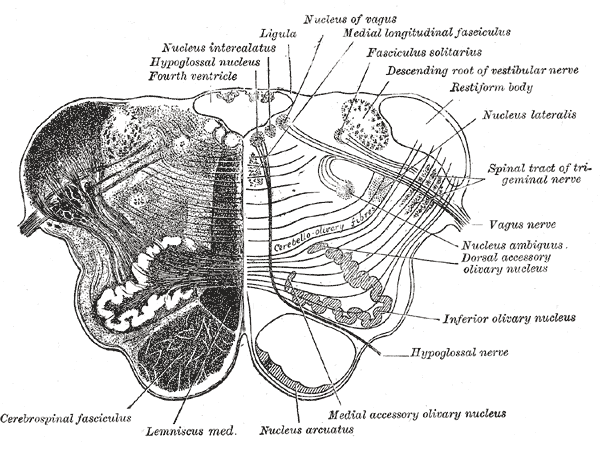 Nucleus of vagus
Ligula
Medial longitudinal fasciculus
Nucleus intercalatus
Fasciculus solitarius
Hypoglossal nucleus
Descending root of vestibular nerve
Fourth ventricle
Restiform body
Nucleus lateralis
Spinal tract of tri-
geminal nerve
Vagus nerve
Cerebello-olivary fibres
Nucleus ambiguus.
Dorsal accessory
olivary nucleus
Inferior olivary nucleus
Hypoglossal nerve
Cerebrospinal fasciculus
Medial accessory olivary nucleus
Lemniscus med.
Nucleus arcuatus